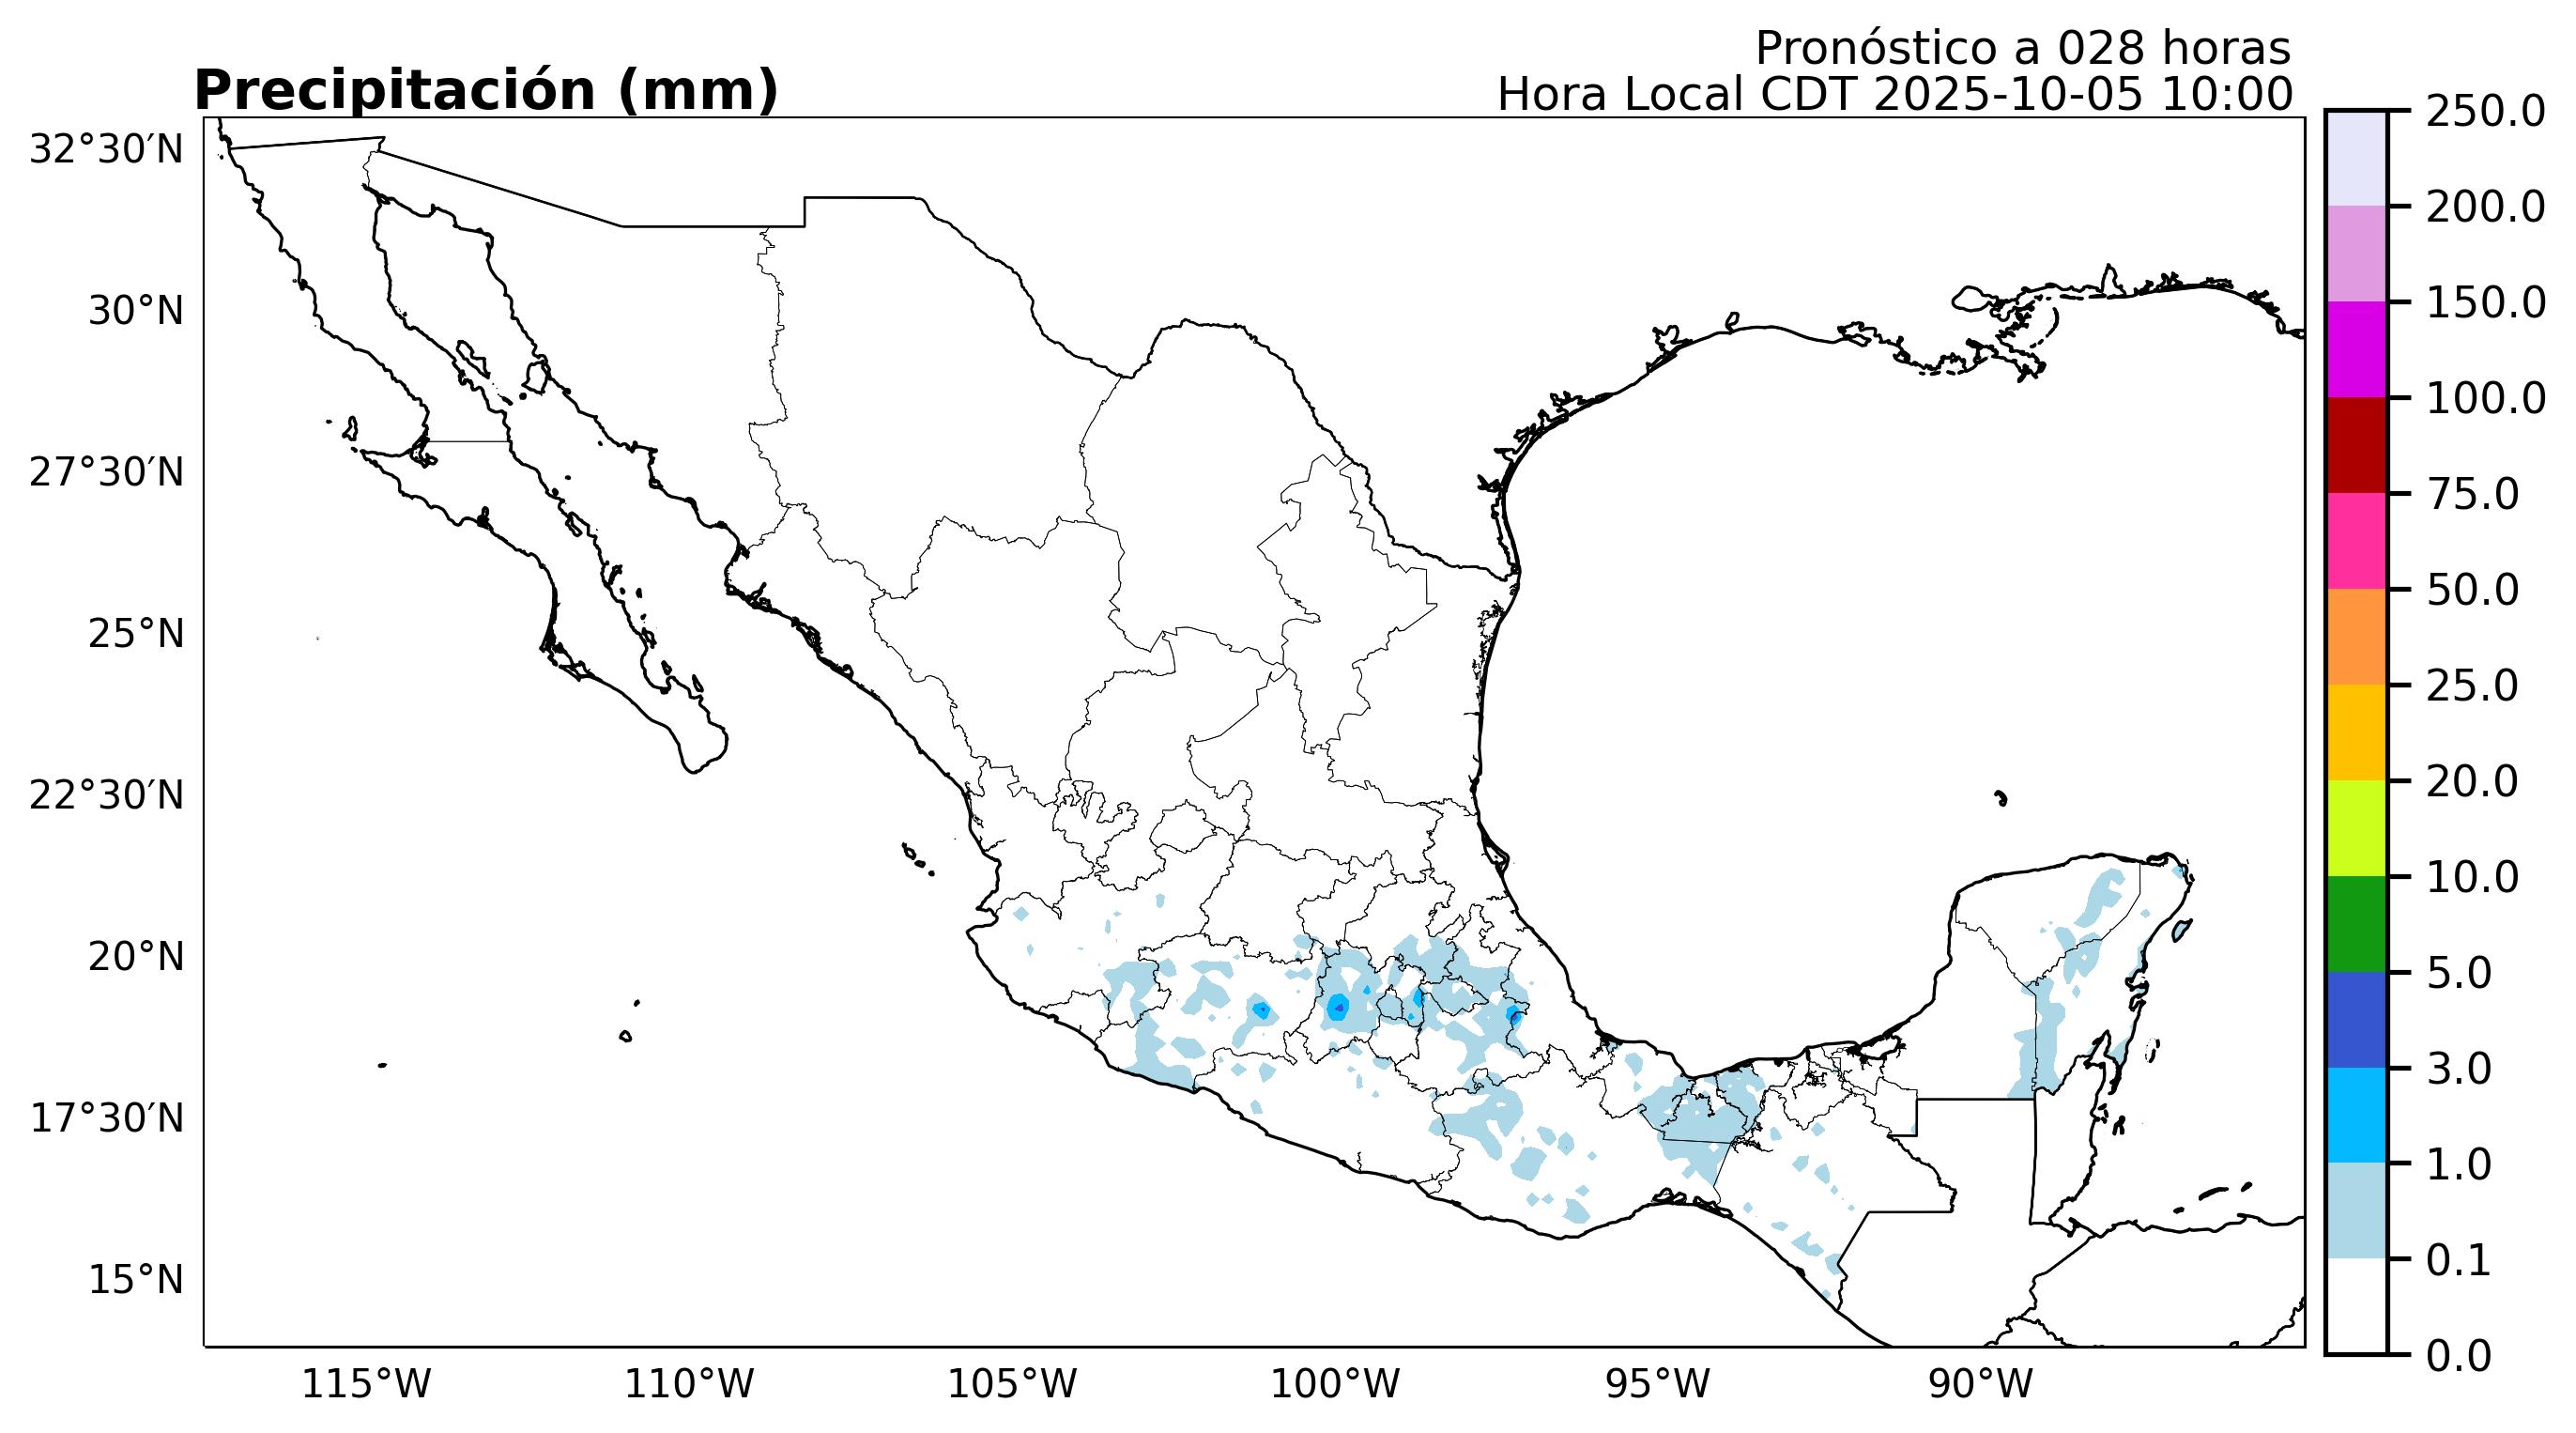 Pronóstico a 028 horas
Precipitación (mm)
Hora Local CDT 2025-10-05 10:00
32°30′N
30°N
27°30′N
25°N
22°30′N
20°N
17°30′N
15°N
115°W
110°W
105°W
100°W
95°W
90°W
250.0
200.0
150.0
100.0
75.0
50.0
25.0
20.0
10.0
5.0
3.0
1.0
0.1
0.0